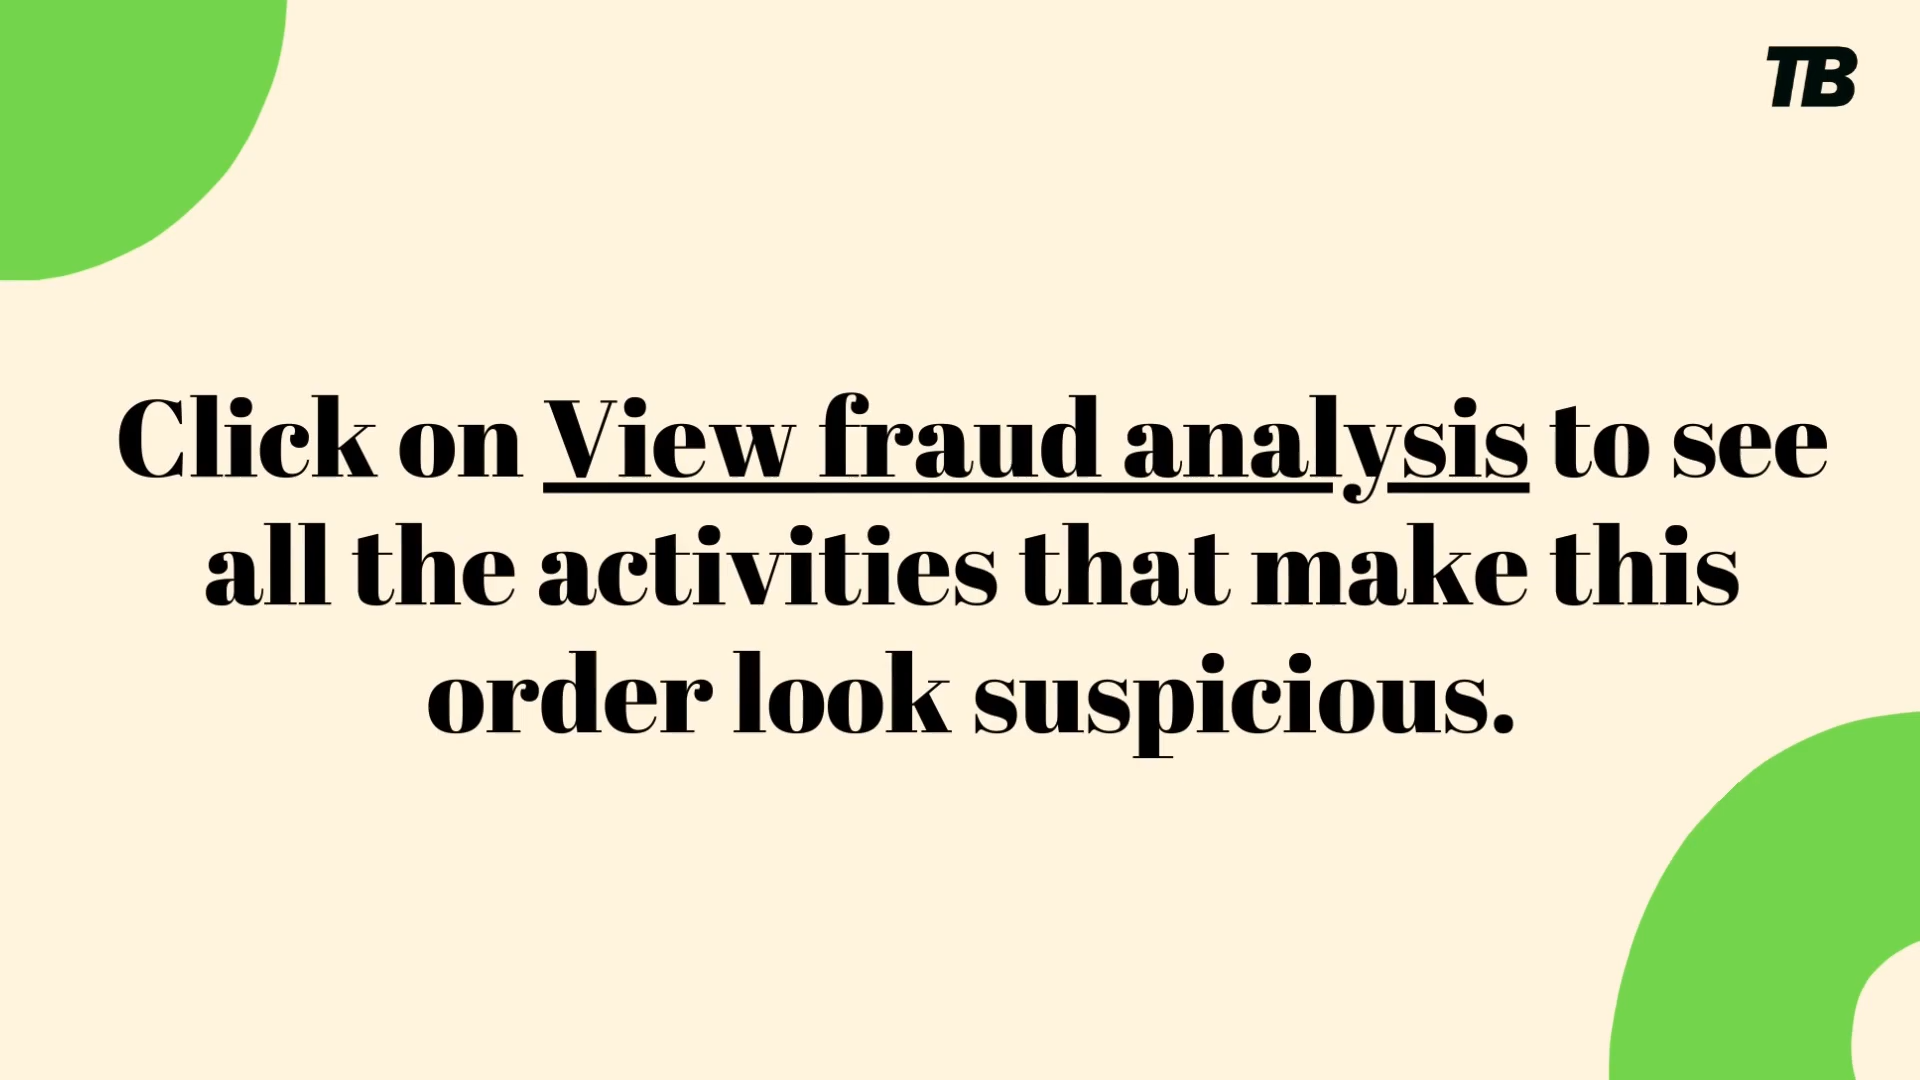 TB
Click on View fraud analysis to see
all the activities that make this
order look suspicious.